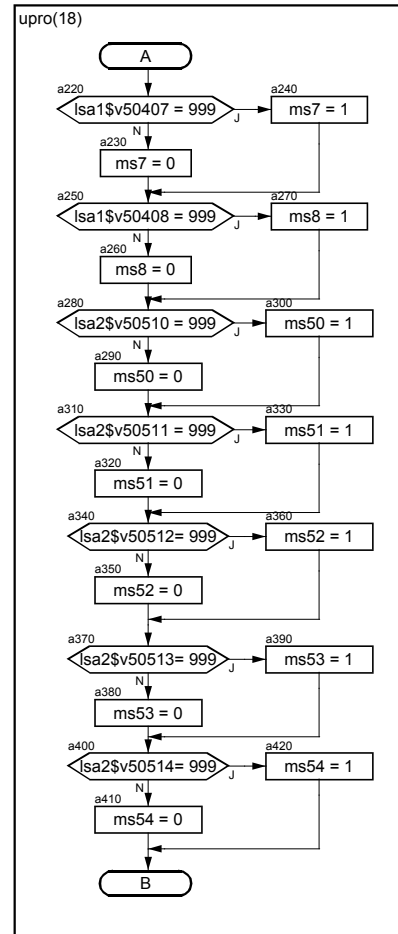 upro(18)
A
a220
lsa1$v50407 = 999
J
N
a240
ms7 = 1
a230
ms7 = 0
a250
lsa1$v50408 = 999
J
N
a270
ms8 = 1
a260
ms8 = 0
a280
lsa2$v50510 = 999
J
N
a300
ms50 = 1
a290
ms50 = 0
a310
lsa2$v50511 = 999
J
N
a330
ms51 = 1
a320
ms51 = 0
a340
lsa2$v50512= 999
J
N
a360
ms52 = 1
a350
ms52 = 0
a370
lsa2$v50513= 999
J
N
a390
ms53 = 1
a380
ms53 = 0
a400
lsa2$v50514= 999
J
N
a420
ms54 = 1
a410
ms54 = 0
B